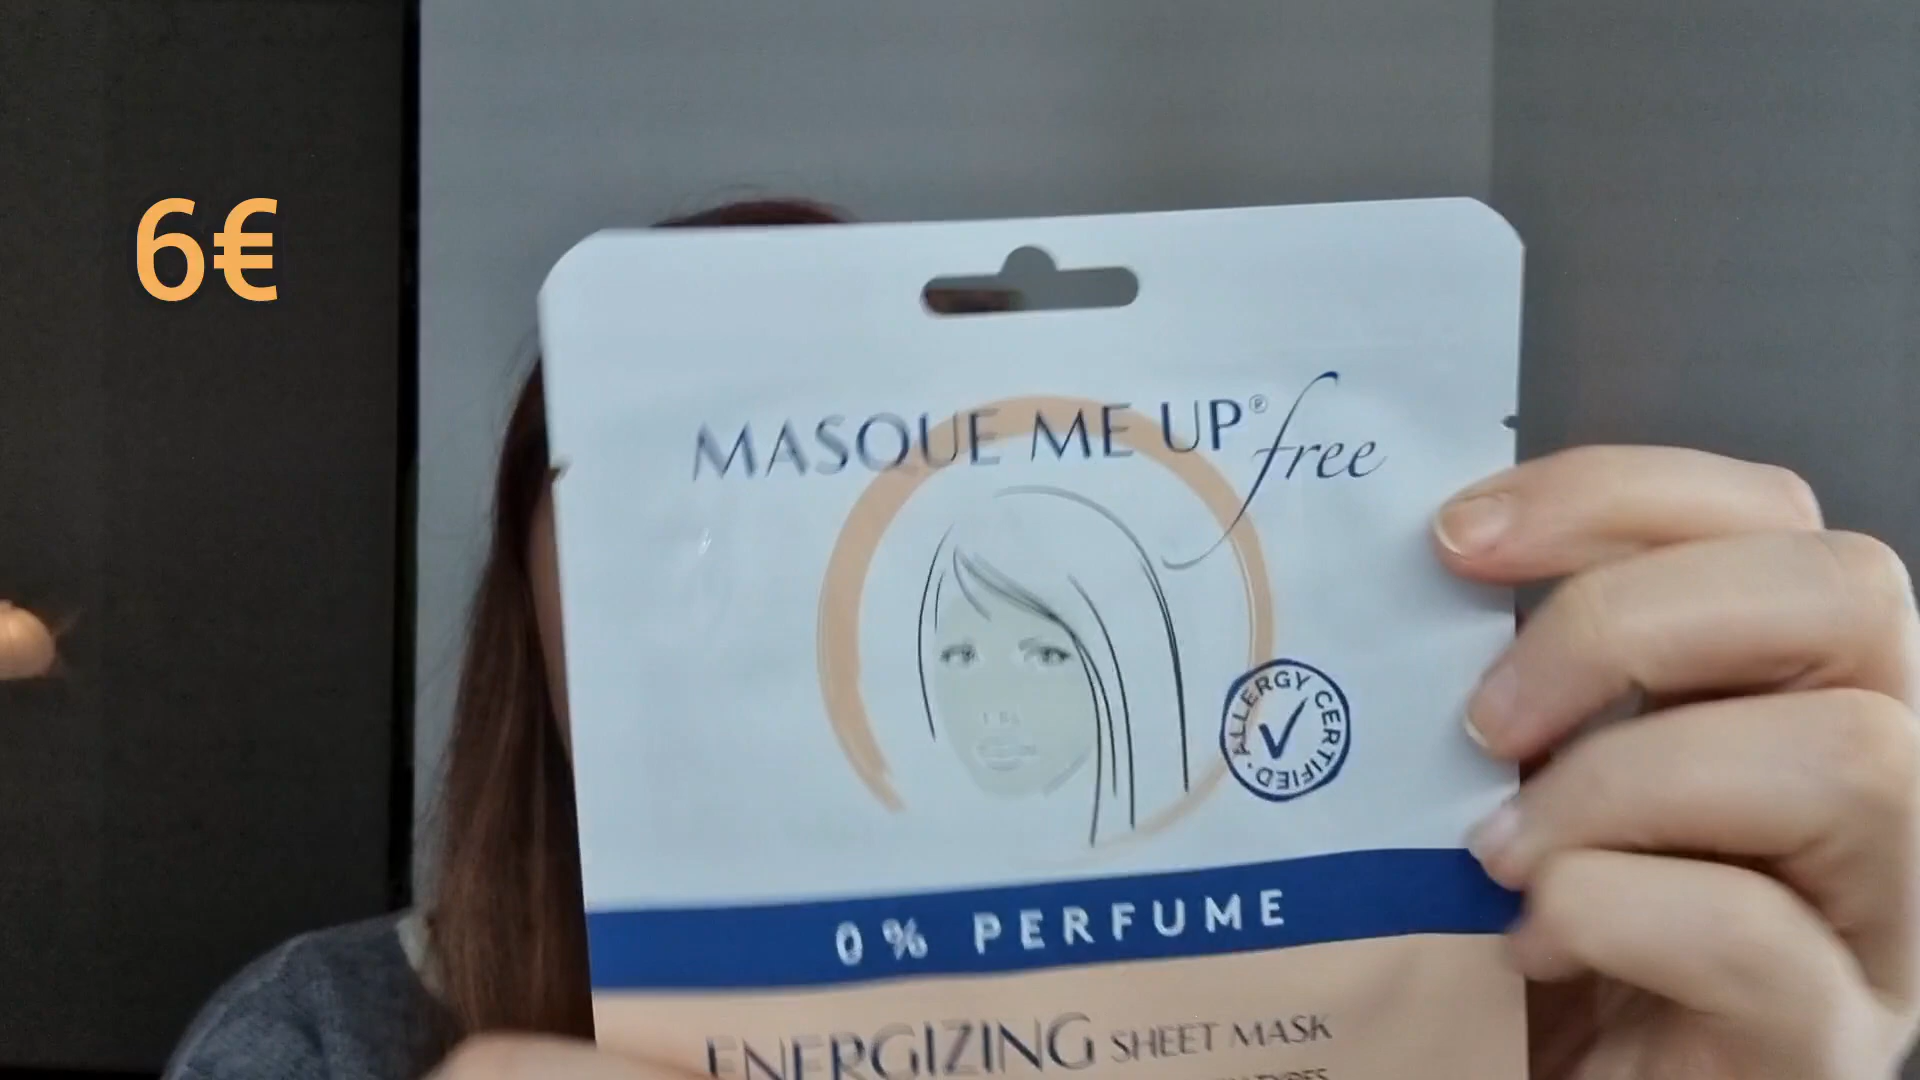 6€
MASQUE ME UP® free
ALLERGY CERTIFIED
0% PERFUME
ENERGIZING SHEET MASK